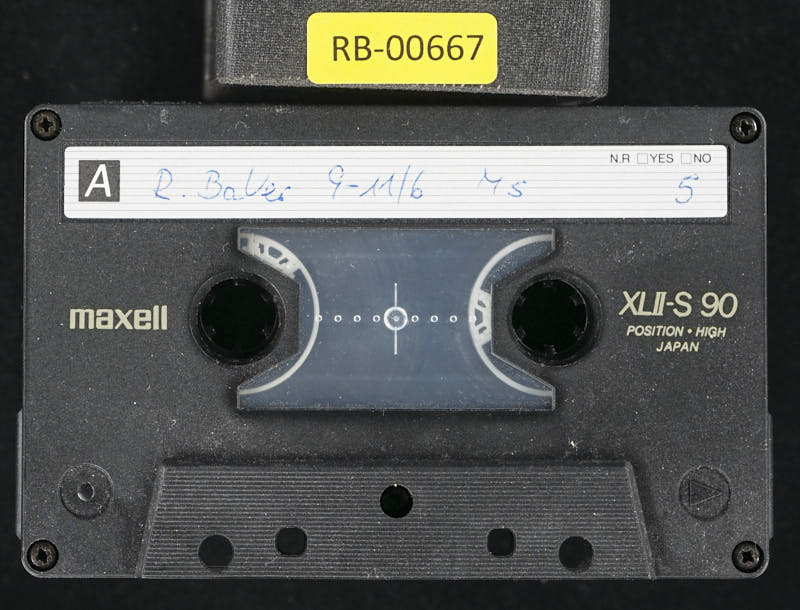 RB-00667
N.R □YES □NO
A R. Baker 9-11/6 Ms 5
maxell
XLII-S 90
POSITION • HIGH
JAPAN